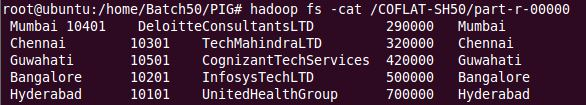 root@ubuntu:/home/Batch50/PIG# hadoop fs -cat /COFLAT-SH50/part-r-00000
Mumbai 10401 DeloitteConsultantsLTD 290000 Mumbai
Chennai 10301 TechMahindraLTD 320000 Chennai
Guwahati 10501 CognizantTechServices 420000 Guwahati
Bangalore 10201 InfosysTechLTD 500000 Bangalore
Hyderabad 10101 UnitedHealthGroup 700000 Hyderabad